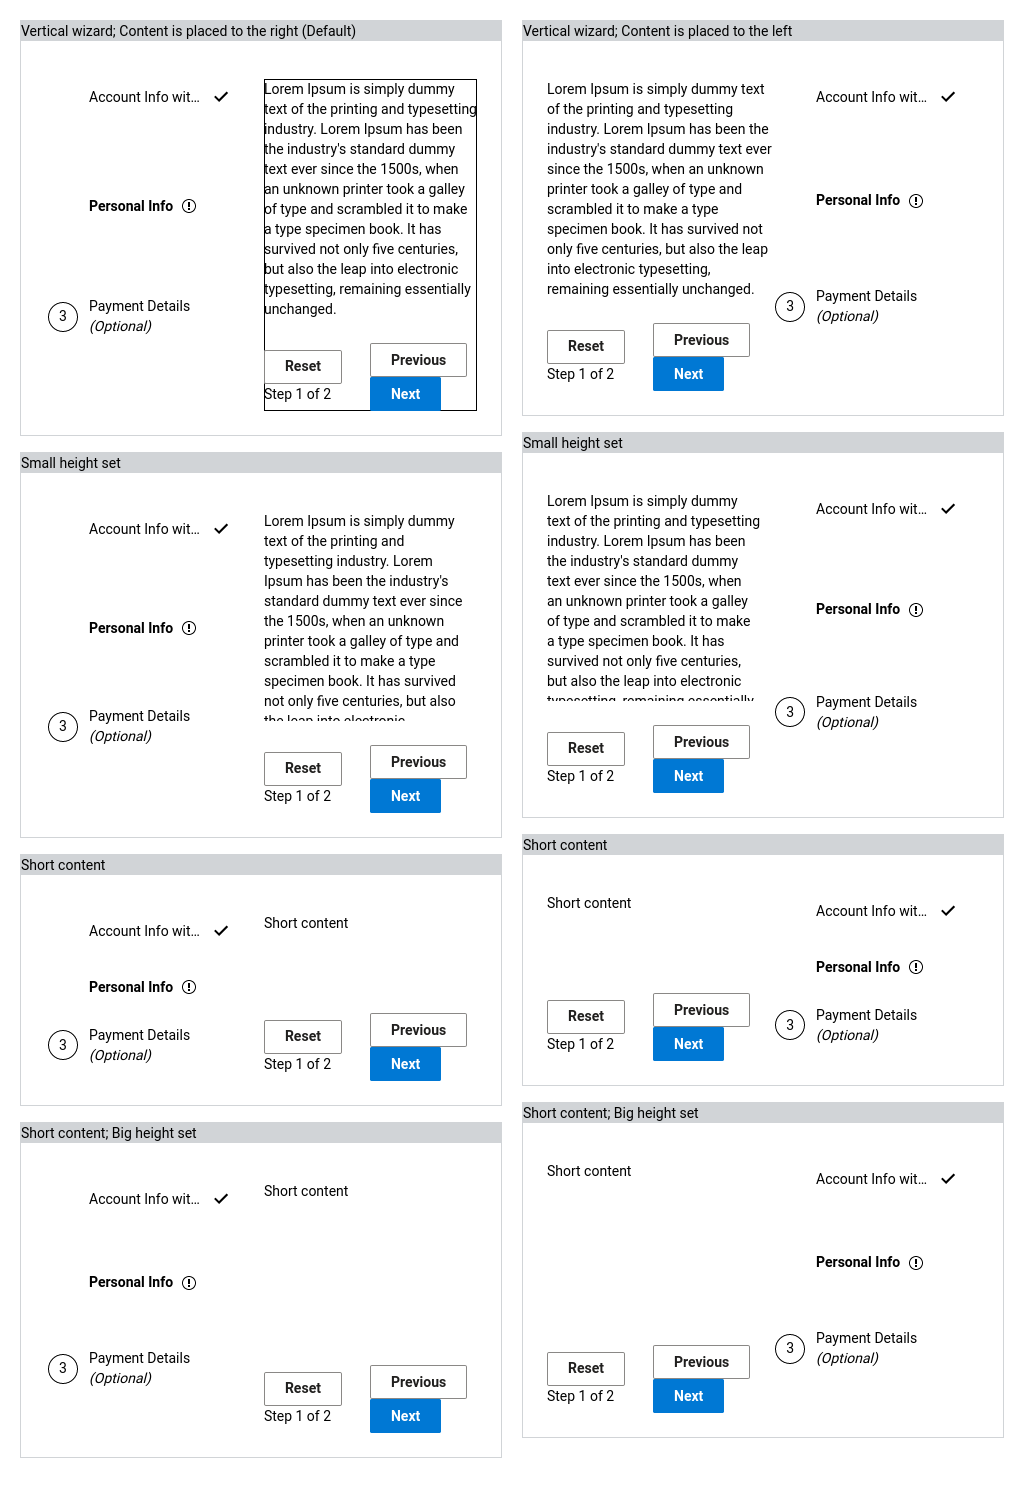 Vertical wizard; Content is placed to the right (Default)
Account Info wit...
Personal Info
3
Payment Details
(Optional)
Lorem Ipsum is simply dummy
text of the printing and typesetting
industry. Lorem Ipsum has been
the industry's standard dummy
text ever since the 1500s, when
an unknown printer took a galley
of type and scrambled it to make
a type specimen book. It has
survived not only five centuries,
but also the leap into electronic
typesetting, remaining essentially
unchanged.
Reset
Step 1 of 2
Previous
Next
Small height set
Account Info wit...
Personal Info
3
Payment Details
(Optional)
Lorem Ipsum is simply dummy
text of the printing and
typesetting industry. Lorem
Ipsum has been the industry's
standard dummy text ever since
the 1500s, when an unknown
printer took a galley of type and
scrambled it to make a type
specimen book. It has survived
not only five centuries, but also
the leap into electronic
Reset
Step 1 of 2
Previous
Next
Short content
Account Info wit...
Personal Info
3
Payment Details
(Optional)
Short content
Reset
Step 1 of 2
Previous
Next
Short content; Big height set
Account Info wit...
Personal Info
3
Payment Details
(Optional)
Short content
Reset
Step 1 of 2
Previous
Next
Vertical wizard; Content is placed to the left
Lorem Ipsum is simply dummy text
of the printing and typesetting
industry. Lorem Ipsum has been the
industry's standard dummy text ever
since the 1500s, when an unknown
printer took a galley of type and
scrambled it to make a type
specimen book. It has survived not
only five centuries, but also the leap
into electronic typesetting,
remaining essentially unchanged.
Reset
Step 1 of 2
Previous
Next
Account Info wit...
Personal Info
3
Payment Details
(Optional)
Small height set
Lorem Ipsum is simply dummy
text of the printing and typesetting
industry. Lorem Ipsum has been
the industry's standard dummy
text ever since the 1500s, when
an unknown printer took a galley
of type and scrambled it to make
a type specimen book. It has
survived not only five centuries,
but also the leap into electronic
typesetting, remaining essentially
Reset
Step 1 of 2
Previous
Next
Account Info wit...
Personal Info
3
Payment Details
(Optional)
Short content
Short content
Reset
Step 1 of 2
Previous
Next
Account Info wit...
Personal Info
3
Payment Details
(Optional)
Short content; Big height set
Short content
Reset
Step 1 of 2
Previous
Next
Account Info wit...
Personal Info
3
Payment Details
(Optional)